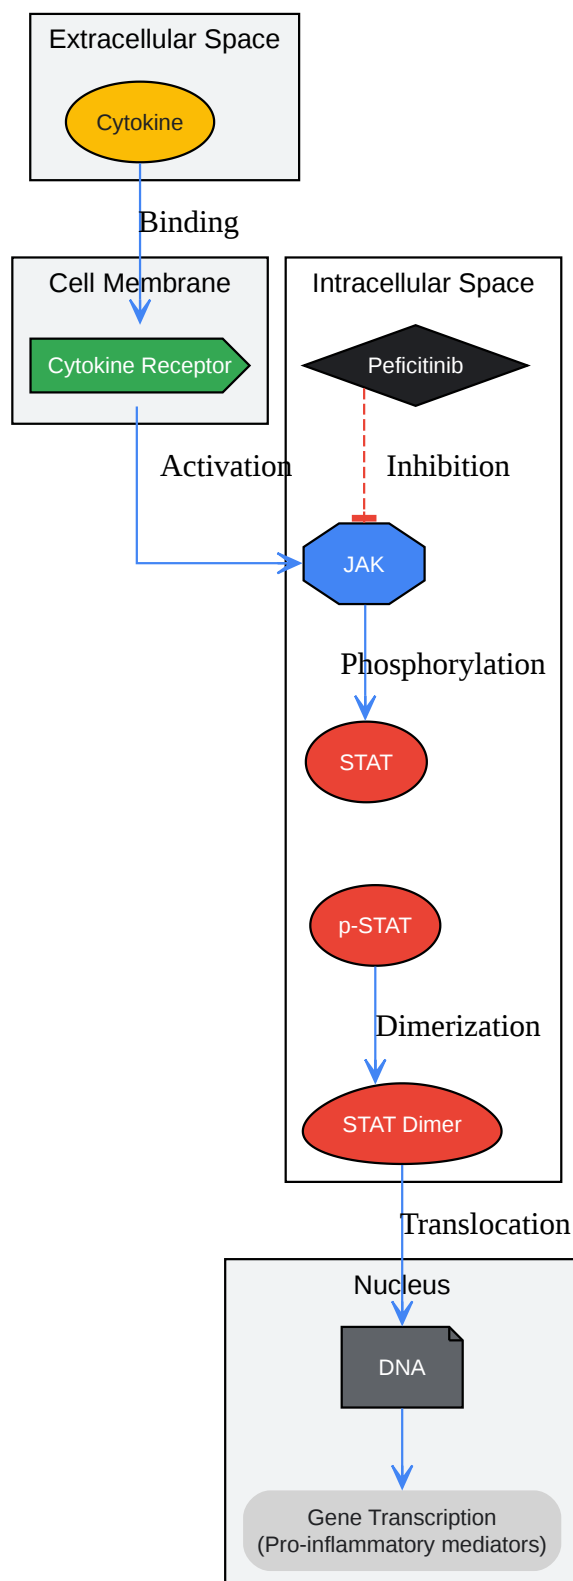 Extracellular Space
Cytokine
Binding
Cell Membrane
Cytokine Receptor
Intracellular Space
Peficitinib
Activation
Inhibition
JAK
Phosphorylation
STAT
p-STAT
Dimerization
STAT Dimer
Translocation
Nucleus
DNA
Gene Transcription
(Pro-inflammatory mediators)